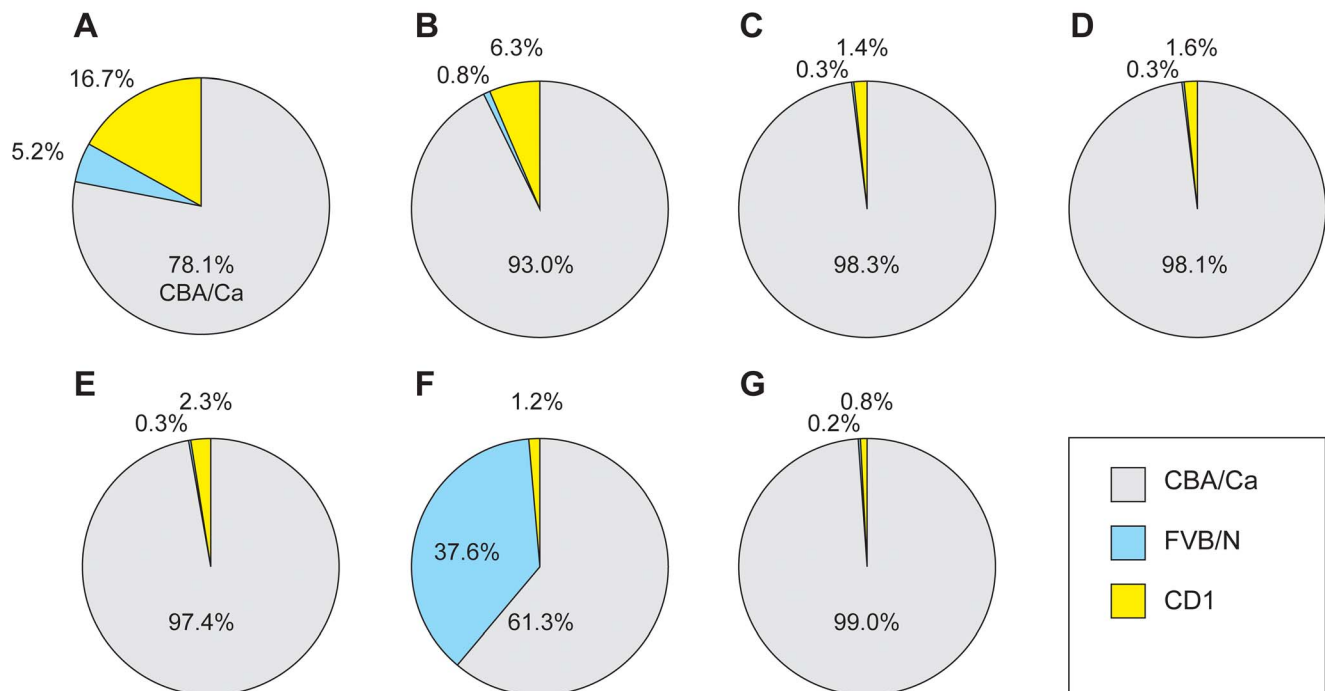 A
16.7%
5.2%
78.1%
CBA/Ca
B
6.3%
0.8%
93.0%
C
1.4%
0.3%
98.3%
D
1.6%
0.3%
98.1%
E
2.3%
0.3%
97.4%
F
1.2%
37.6%
61.3%
G
0.8%
0.2%
99.0%
CBA/Ca
FVB/N
CD1